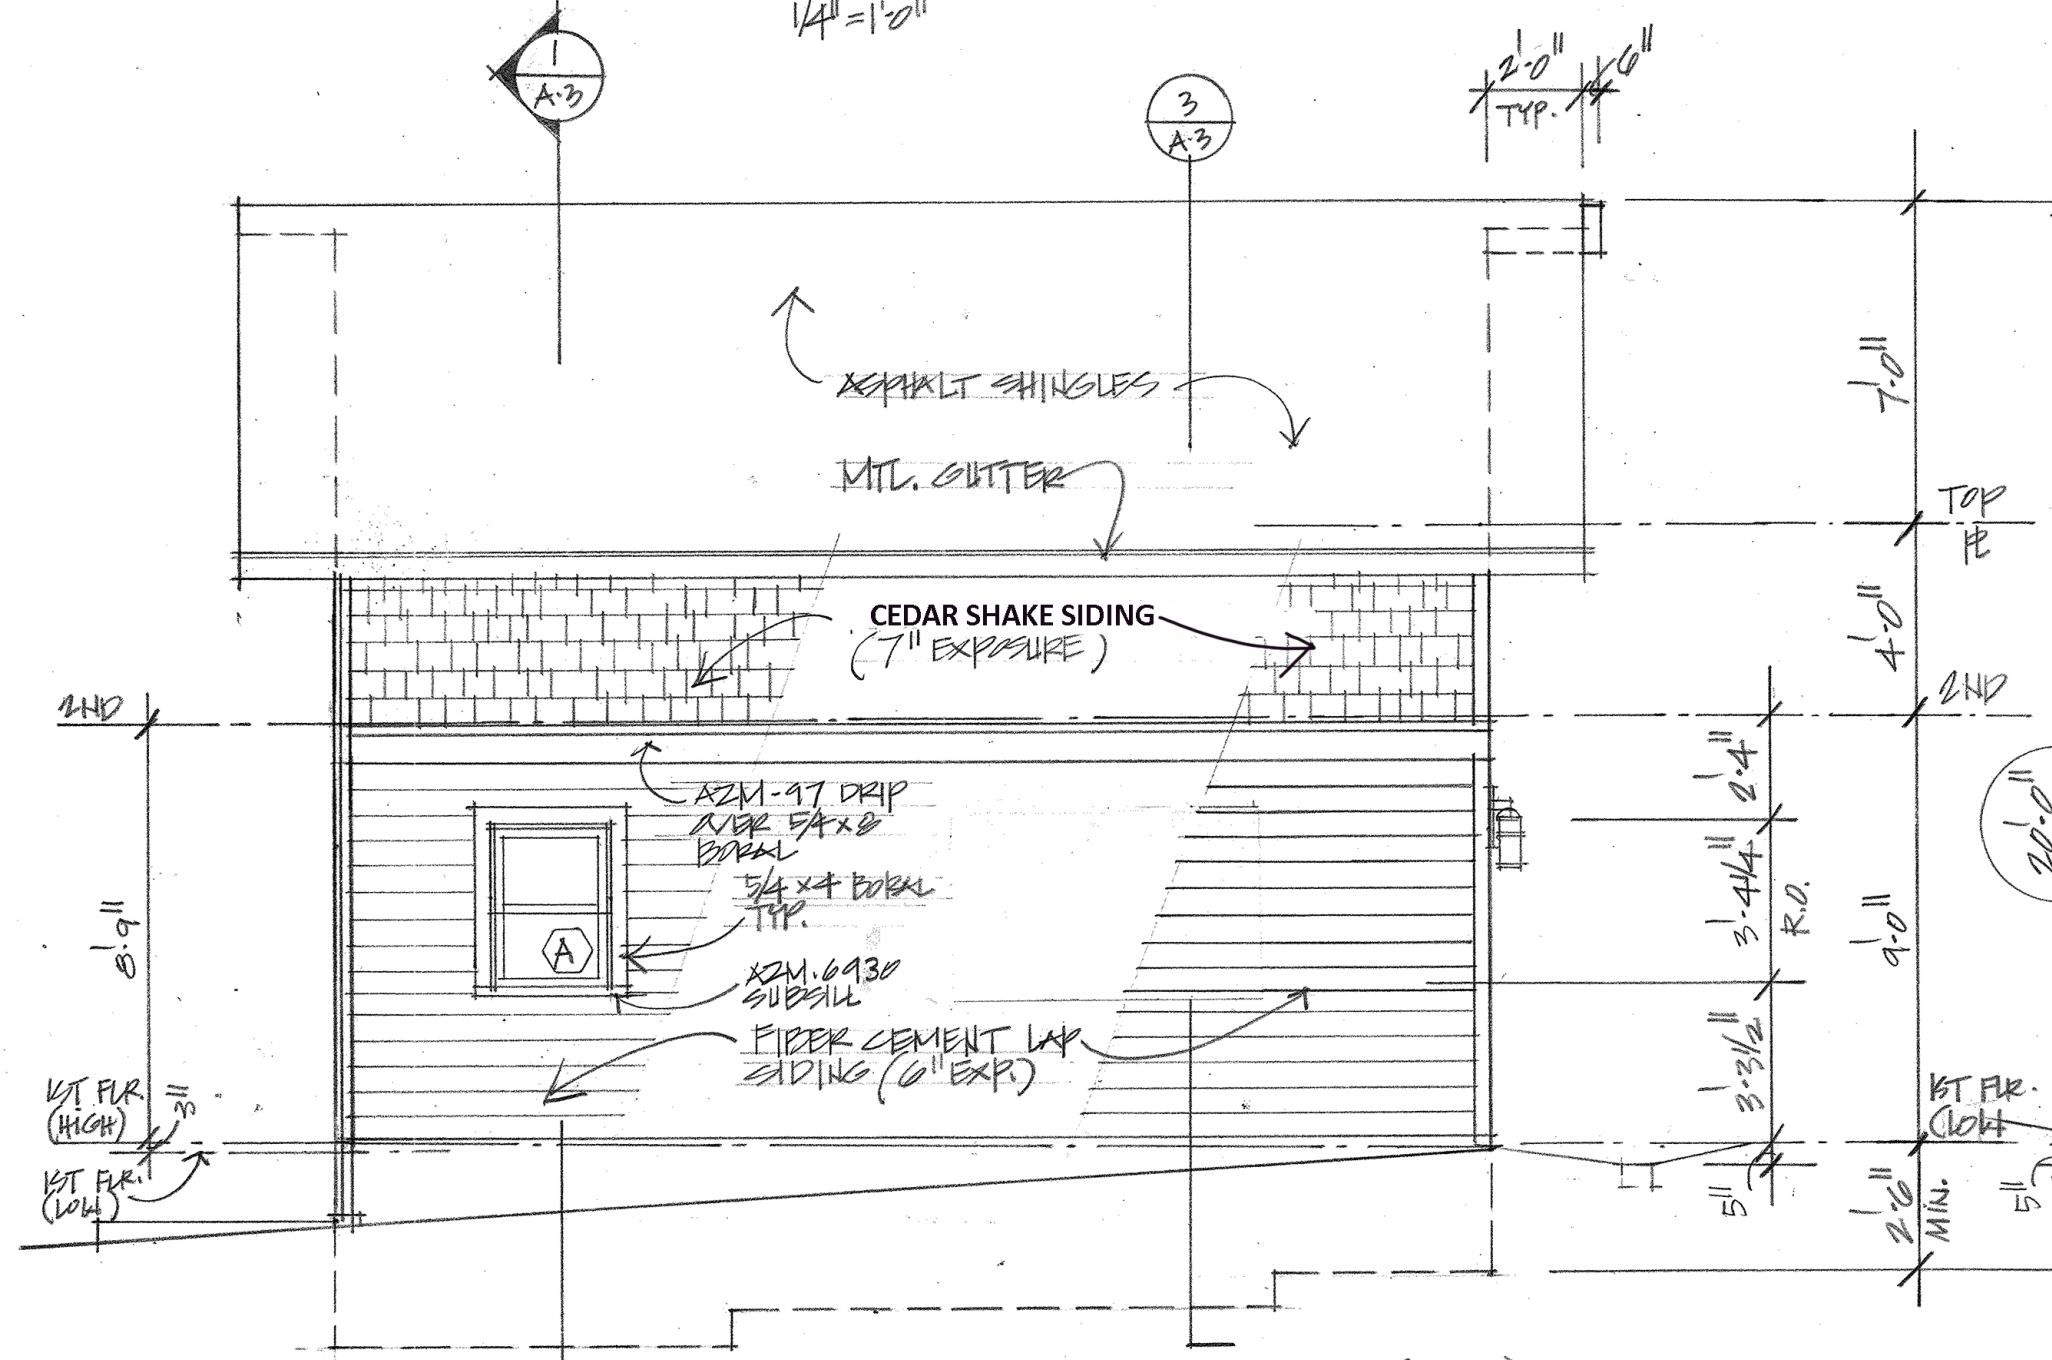 1/4"=1'-0"
1
A·3
3
A·3
2'-0"
TYP.
6"
7'-0"
ASPHALT SHINGLES
MTL. GUTTER
TOP
PL
CEDAR SHAKE SIDING
(7" EXPOSURE)
4'-0"
2ND
2ND
AZM-97 DRIP
OVER 5/4 x 8
BORAL
2'-4"
20'-0"
5/4 x 4 BORAL
TYP.
A
3'-4 1/4"
R.O.
8'-9"
9'-0"
AZM-6930
SUBSILL
FIBER CEMENT LAP
SIDING (6" EXP.)
3'-3 1/2"
1ST FLR.
(HIGH)
3"
1ST FLR.
(LOW)
1ST FLR.
(LOW)
5"
2'-6"
MIN.
5"